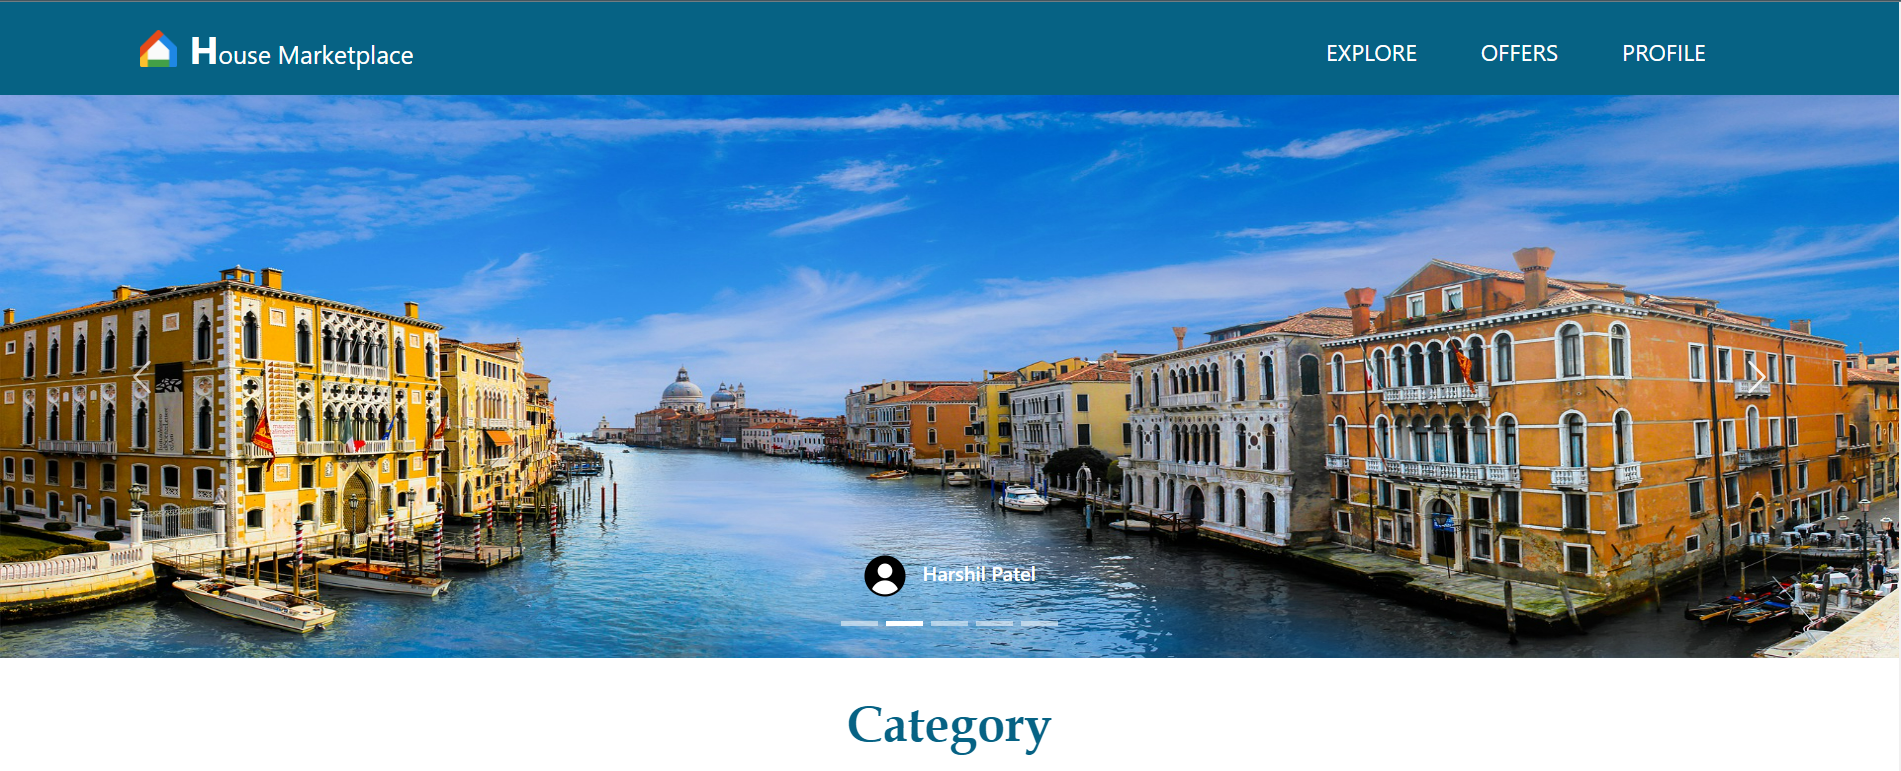 House Marketplace
EXPLORE
OFFERS
PROFILE
Harshil Patel
Category